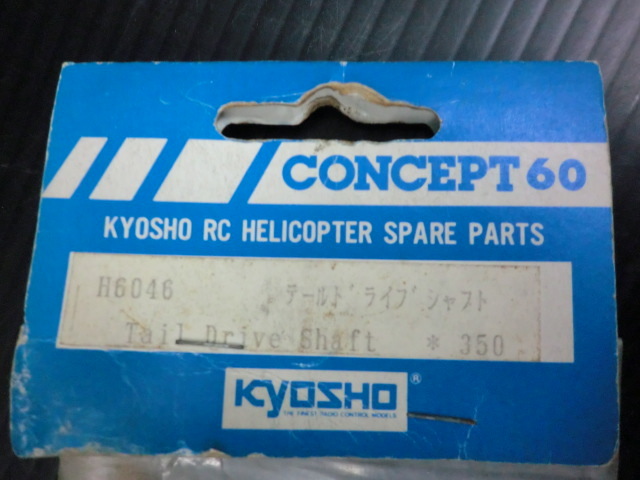 CONCEPT 60
KYOSHO RC HELICOPTER SPARE PARTS
H6046 テールドライブシャフト
Tail Drive Shaft * 350
KYOSHO®
THE FINEST RADIO CONTROL MODELS